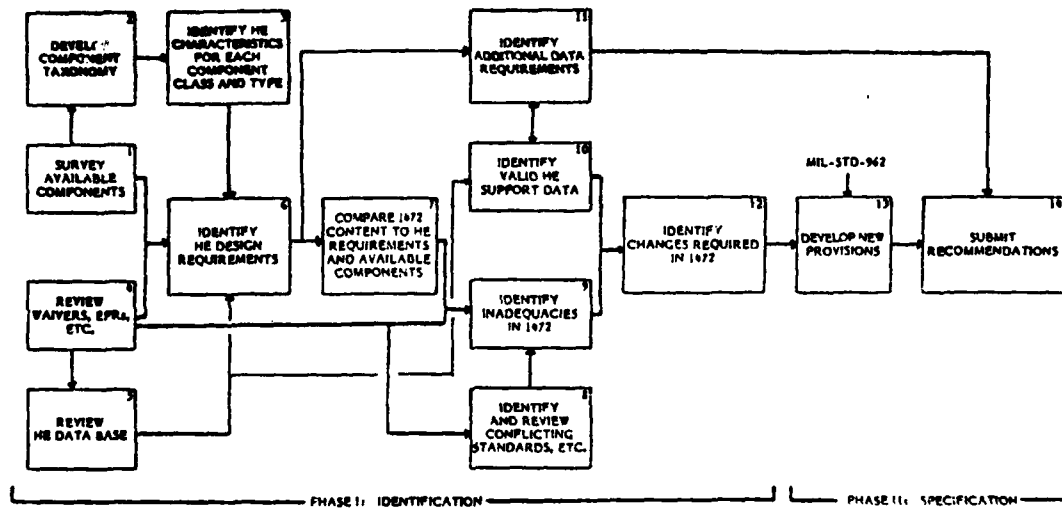 2
DEVELOP
COMPONENT
TAXONOMY
3
IDENTIFY HE
CHARACTERISTICS
FOR EACH
COMPONENT
CLASS AND TYPE
11
IDENTIFY
ADDITIONAL DATA
REQUIREMENTS
1
SURVEY
AVAILABLE
COMPONENTS
10
IDENTIFY
VALID HE
SUPPORT DATA
MIL-STD-962
6
IDENTIFY
HE DESIGN
REQUIREMENTS
7
COMPARE 1472
CONTENT TO HE
REQUIREMENTS
AND AVAILABLE
COMPONENTS
12
IDENTIFY
CHANGES REQUIRED
IN 1472
13
DEVELOP NEW
PROVISIONS
14
SUBMIT
RECOMMENDATIONS
4
REVIEW
WAIVERS, EPRs,
ETC.
9
IDENTIFY
INADEQUACIES
IN 1472
5
REVIEW
HE DATA BASE
8
IDENTIFY
AND REVIEW
CONFLICTING
STANDARDS, ETC.
PHASE I: IDENTIFICATION
PHASE II: SPECIFICATION